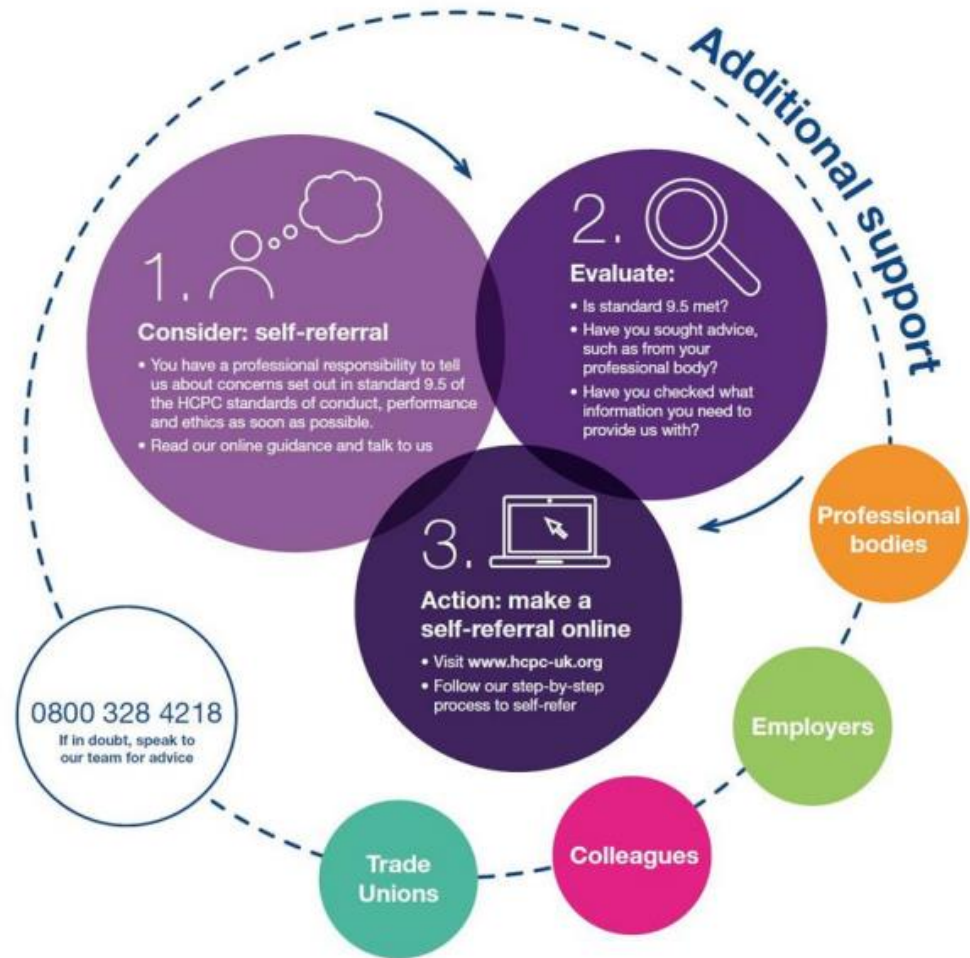 Additional support
1.
Consider: self-referral
• You have a professional responsibility to tell
us about concerns set out in standard 9.5 of
the HCPC standards of conduct, performance
and ethics as soon as possible.
• Read our online guidance and talk to us
2.
Evaluate:
• Is standard 9.5 met?
• Have you sought advice,
such as from your
professional body?
• Have you checked what
information you need to
provide us with?
3.
Action: make a
self-referral online
• Visit www.hcpc-uk.org
• Follow our step-by-step
process to self-refer
Professional
bodies
Employers
Colleagues
Trade
Unions
0800 328 4218
If in doubt, speak to
our team for advice